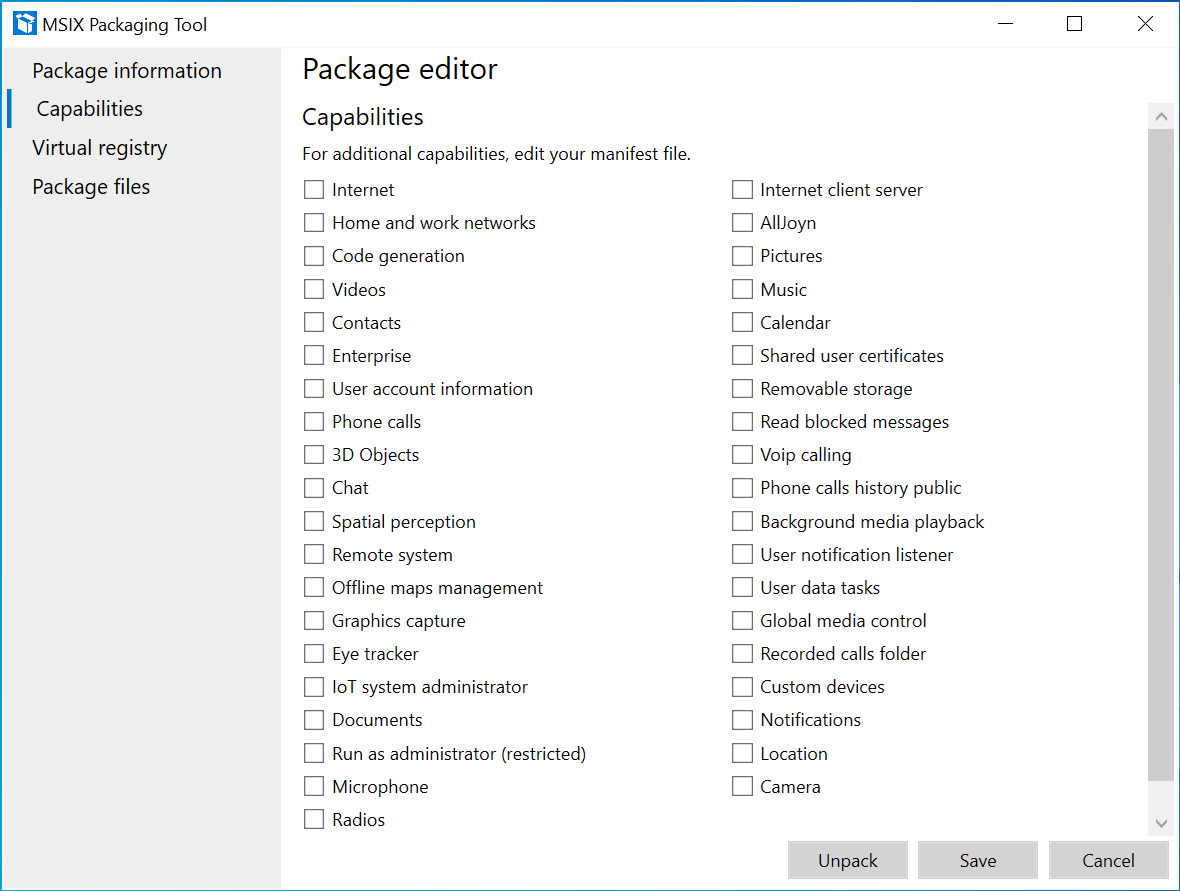 MSIX Packaging Tool
Package information
Capabilities
Virtual registry
Package files
Package editor
Capabilities
For additional capabilities, edit your manifest file.
Internet
Home and work networks
Code generation
Videos
Contacts
Enterprise
User account information
Phone calls
3D Objects
Chat
Spatial perception
Remote system
Offline maps management
Graphics capture
Eye tracker
IoT system administrator
Documents
Run as administrator (restricted)
Microphone
Radios
Internet client server
AllJoyn
Pictures
Music
Calendar
Shared user certificates
Removable storage
Read blocked messages
Voip calling
Phone calls history public
Background media playback
User notification listener
User data tasks
Global media control
Recorded calls folder
Custom devices
Notifications
Location
Camera
Unpack
Save
Cancel